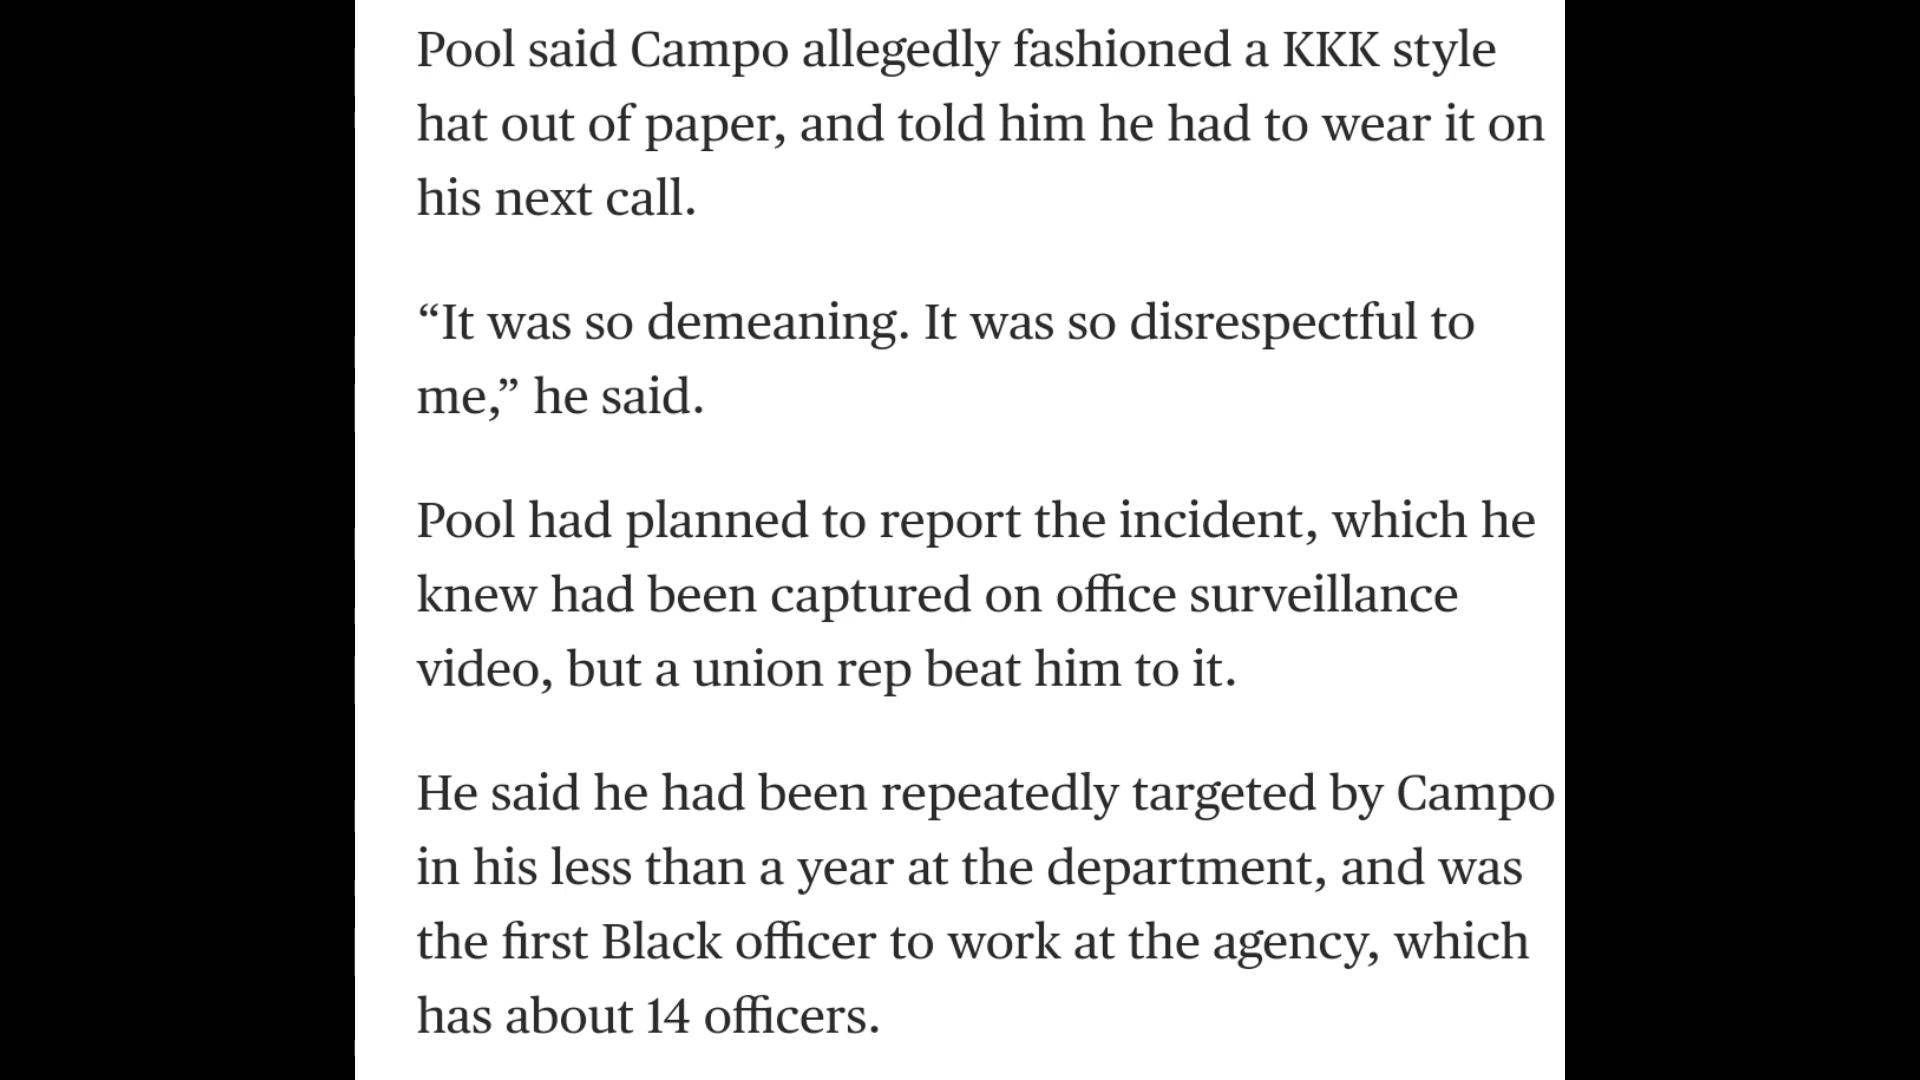 Pool said Campo allegedly fashioned a KKK style
hat out of paper, and told him he had to wear it on
his next call.
“It was so demeaning. It was so disrespectful to
me,” he said.
Pool had planned to report the incident, which he
knew had been captured on office surveillance
video, but a union rep beat him to it.
He said he had been repeatedly targeted by Campo
in his less than a year at the department, and was
the first Black officer to work at the agency, which
has about 14 officers.